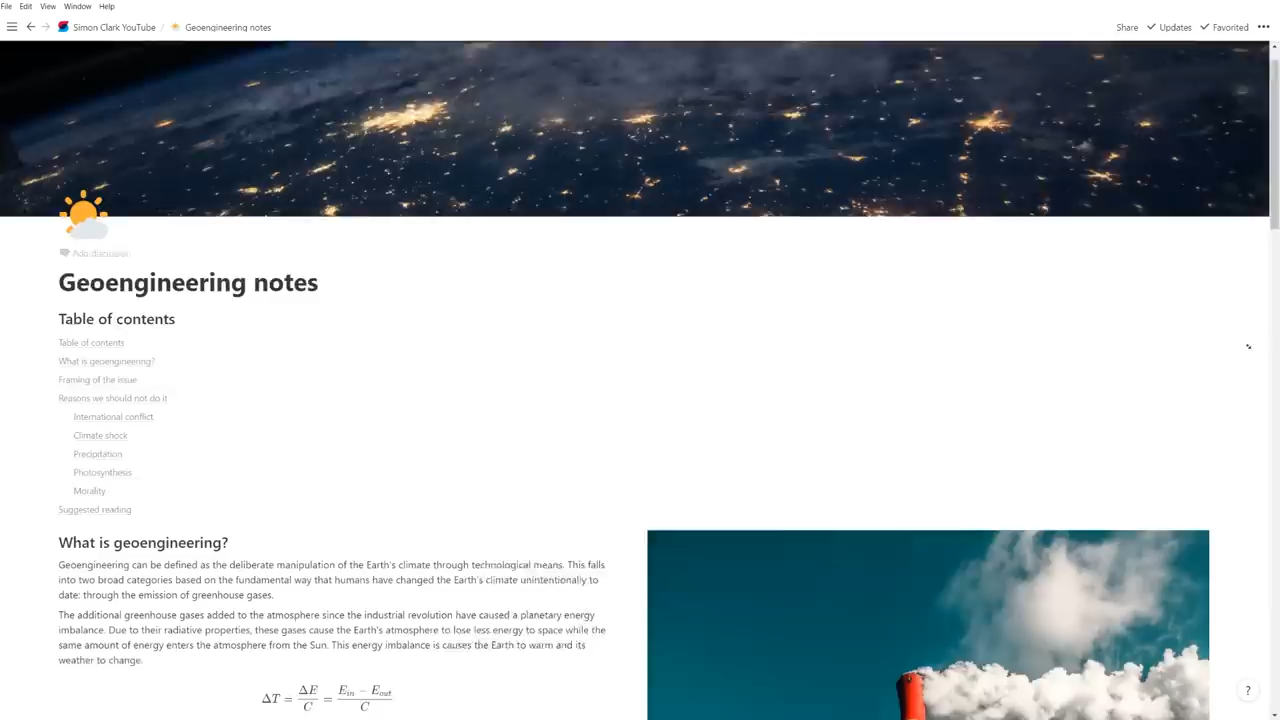 File Edit View Window Help
Simon Clark YouTube / Geoengineering notes Share Updates Favorited
Add discussion
Geoengineering notes
Table of contents
Table of contents
What is geoengineering?
Framing of the issue
Reasons we should not do it
International conflict
Climate shock
Precipitation
Photosynthesis
Morality
Suggested reading
What is geoengineering?
Geoengineering can be defined as the deliberate manipulation of the Earth's climate through technological means. This falls
into two broad categories based on the fundamental way that humans have changed the Earth's climate unintentionally to
date: through the emission of greenhouse gases.
The additional greenhouse gases added to the atmosphere since the industrial revolution have caused a planetary energy
imbalance. Due to their radiative properties, these gases cause the Earth's atmosphere to lose less energy to space while the
same amount of energy enters the atmosphere from the Sun. This energy imbalance is causes the Earth to warm and its
weather to change.
ΔT = ΔE/C = (E_in − E_out)/C
?